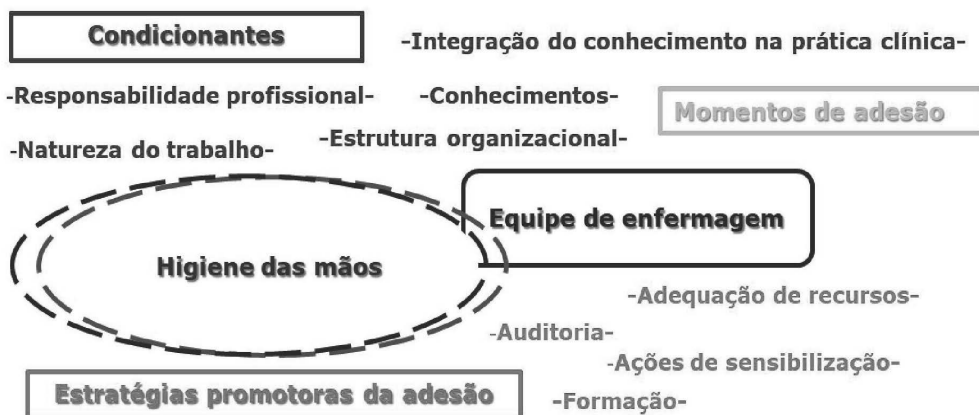 Condicionantes
-Integração do conhecimento na prática clínica-
-Responsabilidade profissional-
-Conhecimentos-
Momentos de adesão
-Natureza do trabalho-
-Estrutura organizacional-
Equipe de enfermagem
Higiene das mãos
-Adequação de recursos-
-Auditoria-
-Ações de sensibilização-
Estratégias promotoras da adesão
-Formação-